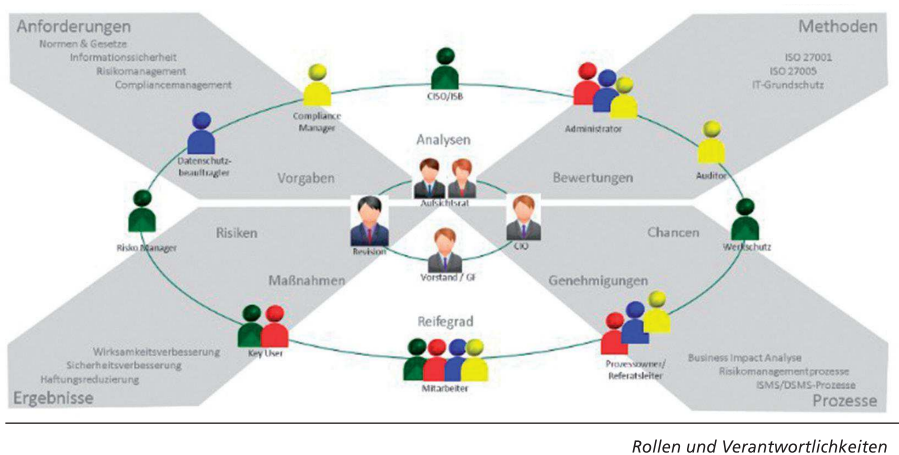 Anforderungen
Normen & Gesetze
Informationssicherheit
Risikomanagement
Compliancemanagement
Methoden
ISO 27001
ISO 27005
IT-Grundschutz
CISO/ISB
Compliance
Manager
Administrator
Datenschutz-
beauftragter
Auditor
Analysen
Vorgaben
Bewertungen
Aufsichtsrat
Risiko Manager
Risiken
Revision
CIO
Chancen
Werkschutz
Maßnahmen
Vorstand / GF
Genehmigungen
Reifegrad
Key User
Mitarbeiter
Prozessowner/
Referatsleiter
Wirksamkeitsverbesserung
Sicherheitsverbesserung
Haftungsreduzierung
Ergebnisse
Business Impact Analyse
Risikomanagementprozesse
ISMS/DSMS-Prozesse
Prozesse
Rollen und Verantwortlichkeiten